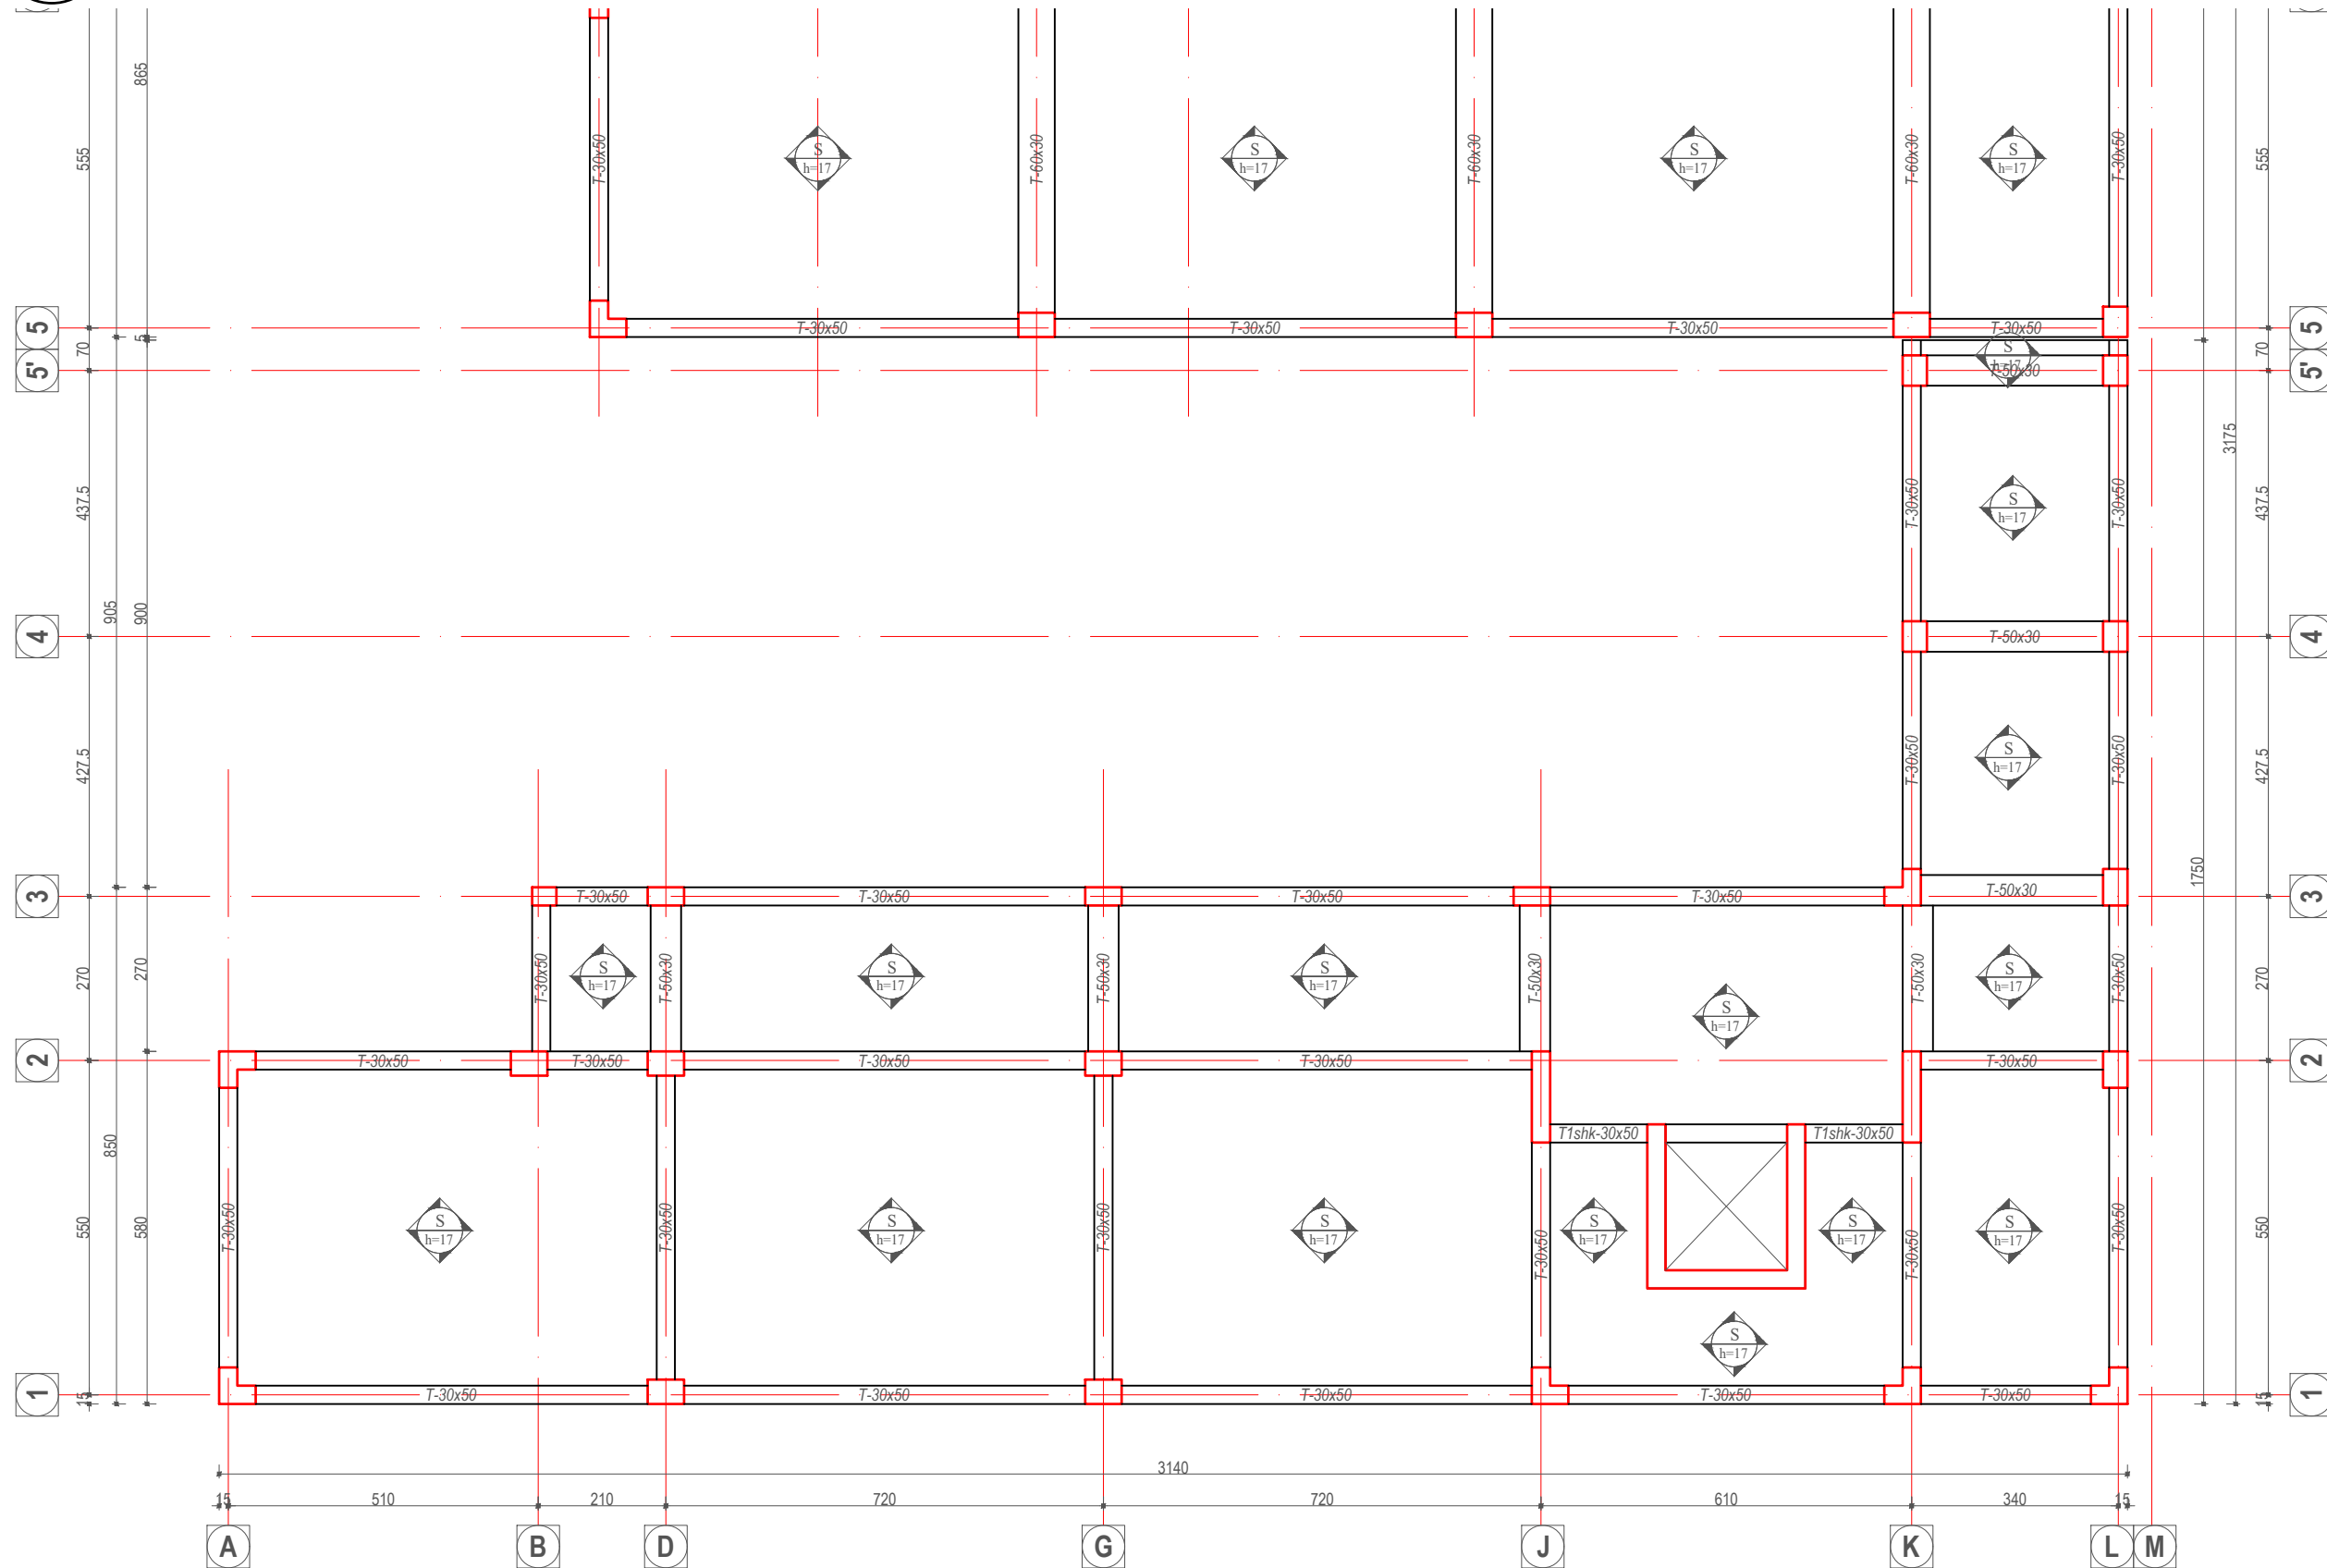 865
555
T-30x50
S
h=17
T-60x30
S
h=17
T-60x30
S
h=17
T-60x30
S
h=17
T-30x50
555
5
T-30x50
T-30x50
T-30x50
T-30x50
5
70
5
S
h=17
70
5'
T-50x30
5'
3175
437.5
T-30x50
S
h=17
T-30x50
437.5
905
900
4
T-50x30
4
427.5
T-30x50
S
h=17
T-30x50
427.5
1750
3
T-30x50
T-30x50
T-30x50
T-30x50
T-50x30
3
270
270
T-30x50
S
h=17
T-50x30
S
h=17
T-50x30
S
h=17
T-50x30
S
h=17
T-50x30
S
h=17
T-30x50
270
2
T-30x50
T-30x50
T-30x50
T-30x50
T-30x50
2
850
T1shk-30x50
T1shk-30x50
550
580
T-30x50
S
h=17
T-30x50
S
h=17
T-30x50
S
h=17
T-30x50
S
h=17
S
h=17
T-30x50
S
h=17
T-30x50
550
S
h=17
1
15
T-30x50
T-30x50
T-30x50
T-30x50
T-30x50
15
1
3140
15
510
210
720
720
610
340
15
A
B
D
G
J
K
L
M